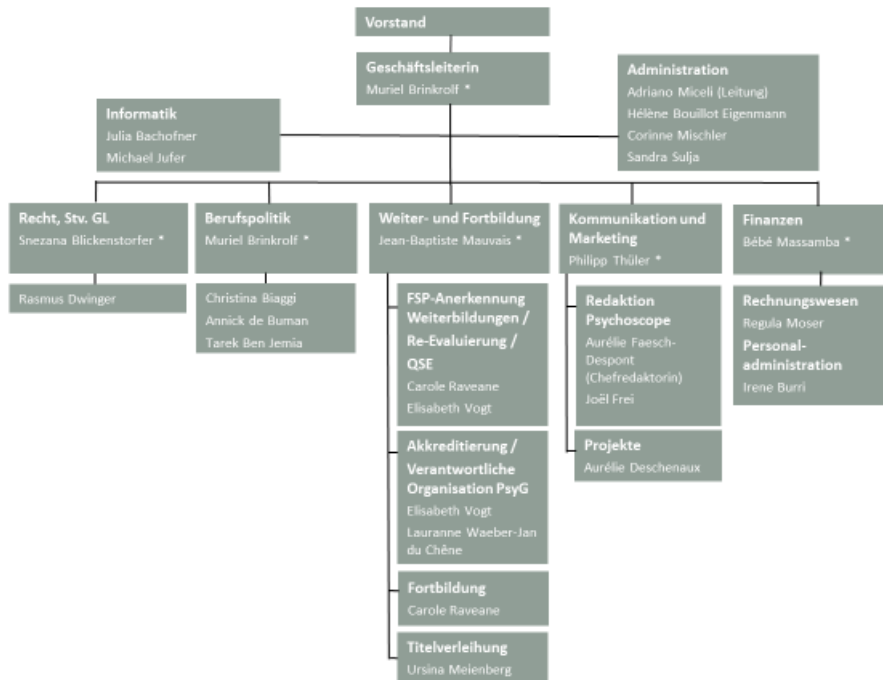 Vorstand
Geschäftsleiterin
Muriel Brinkrolf *
Administration
Adriano Miceli (Leitung)
Hélène Bouillot Eigenmann
Corinne Mischler
Sandra Sulja
Informatik
Julia Bachofner
Michael Jufer
Recht, Stv. GL
Snezana Blickenstorfer *
Rasmus Dwinger
Berufspolitik
Muriel Brinkrolf *
Christina Biaggi
Annick de Buman
Tarek Ben Jemia
Weiter- und Fortbildung
Jean-Baptiste Mauvais *
FSP-Anerkennung
Weiterbildungen /
Re-Evaluierung /
QSE
Carole Raveane
Elisabeth Vogt
Akkreditierung /
Verantwortliche
Organisation PsyG
Elisabeth Vogt
Lauranne Waeber-Jan
du Chêne
Fortbildung
Carole Raveane
Titelverleihung
Ursina Meienberg
Kommunikation und
Marketing
Philipp Thüler *
Redaktion
Psychoscope
Aurélie Faesch-
Despont
(Chefredaktorin)
Joël Frei
Projekte
Aurélie Deschenaux
Finanzen
Bébé Massamba *
Rechnungswesen
Regula Moser
Personal-
administration
Irene Burri